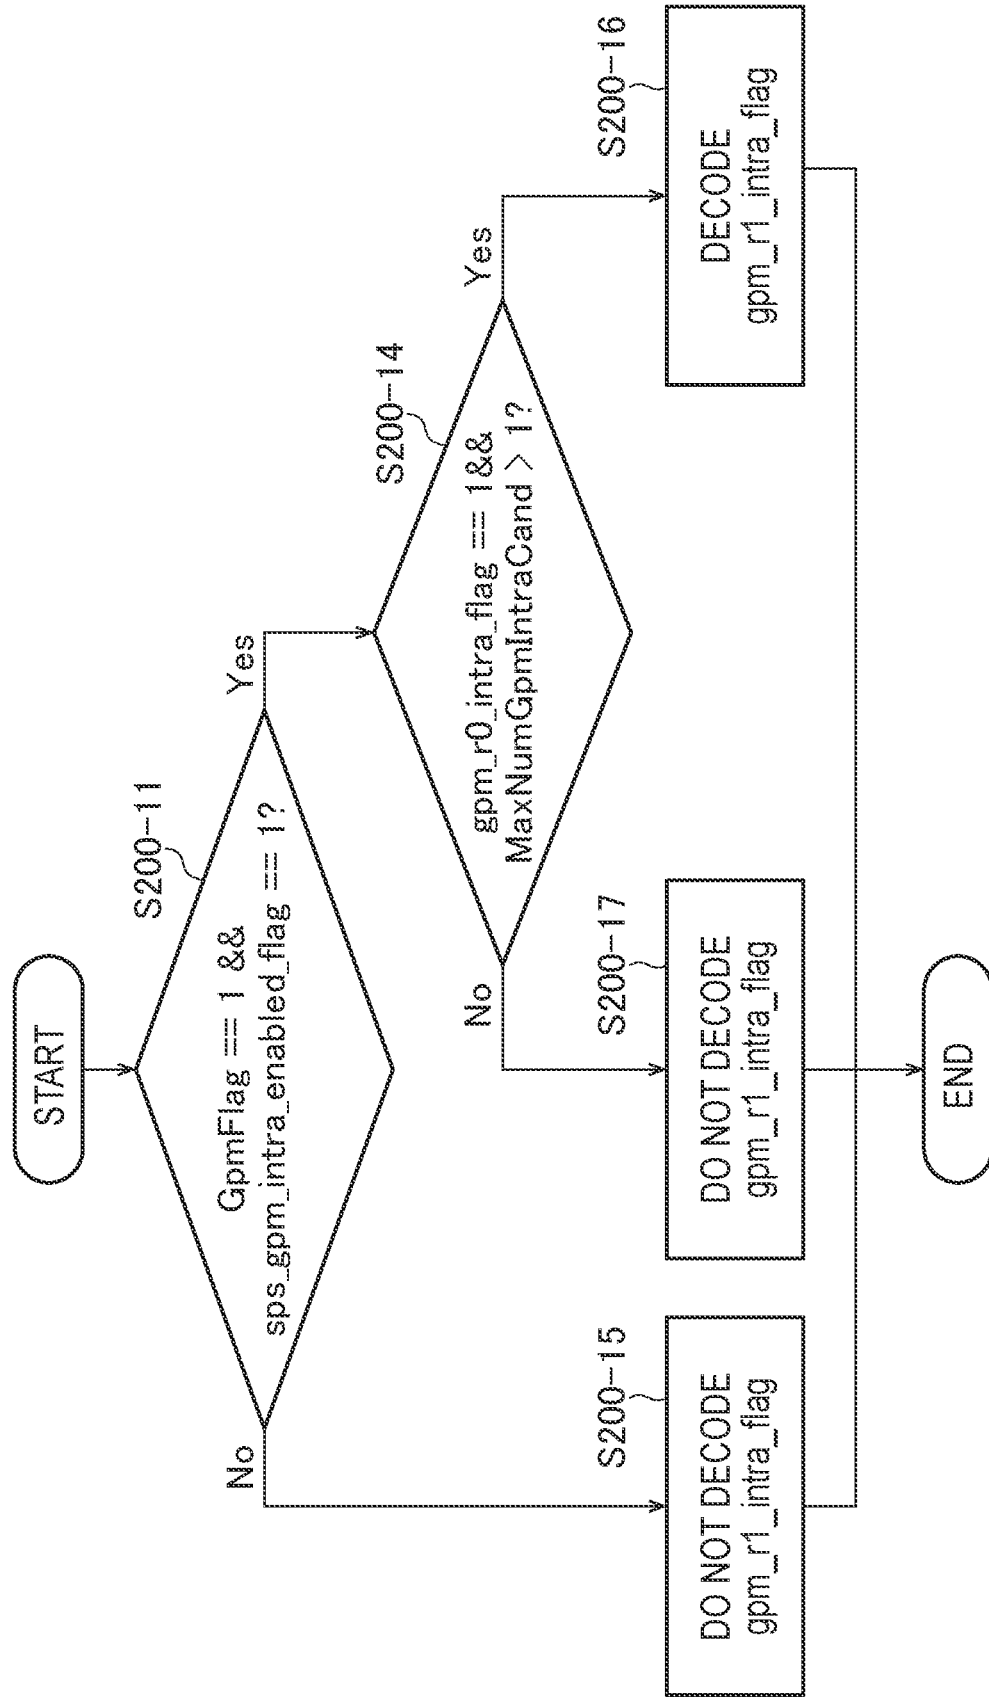 START
S200-11
GpmFlag == 1 &&
sps_gpm_intra_enabled_flag == 1?
No
Yes
S200-14
gpm_r0_intra_flag == 1&&
MaxNumGpmIntraCand > 1?
No
Yes
S200-15
DO NOT DECODE
gpm_r1_intra_flag
S200-17
DO NOT DECODE
gpm_r1_intra_flag
S200-16
DECODE
gpm_r1_intra_flag
END